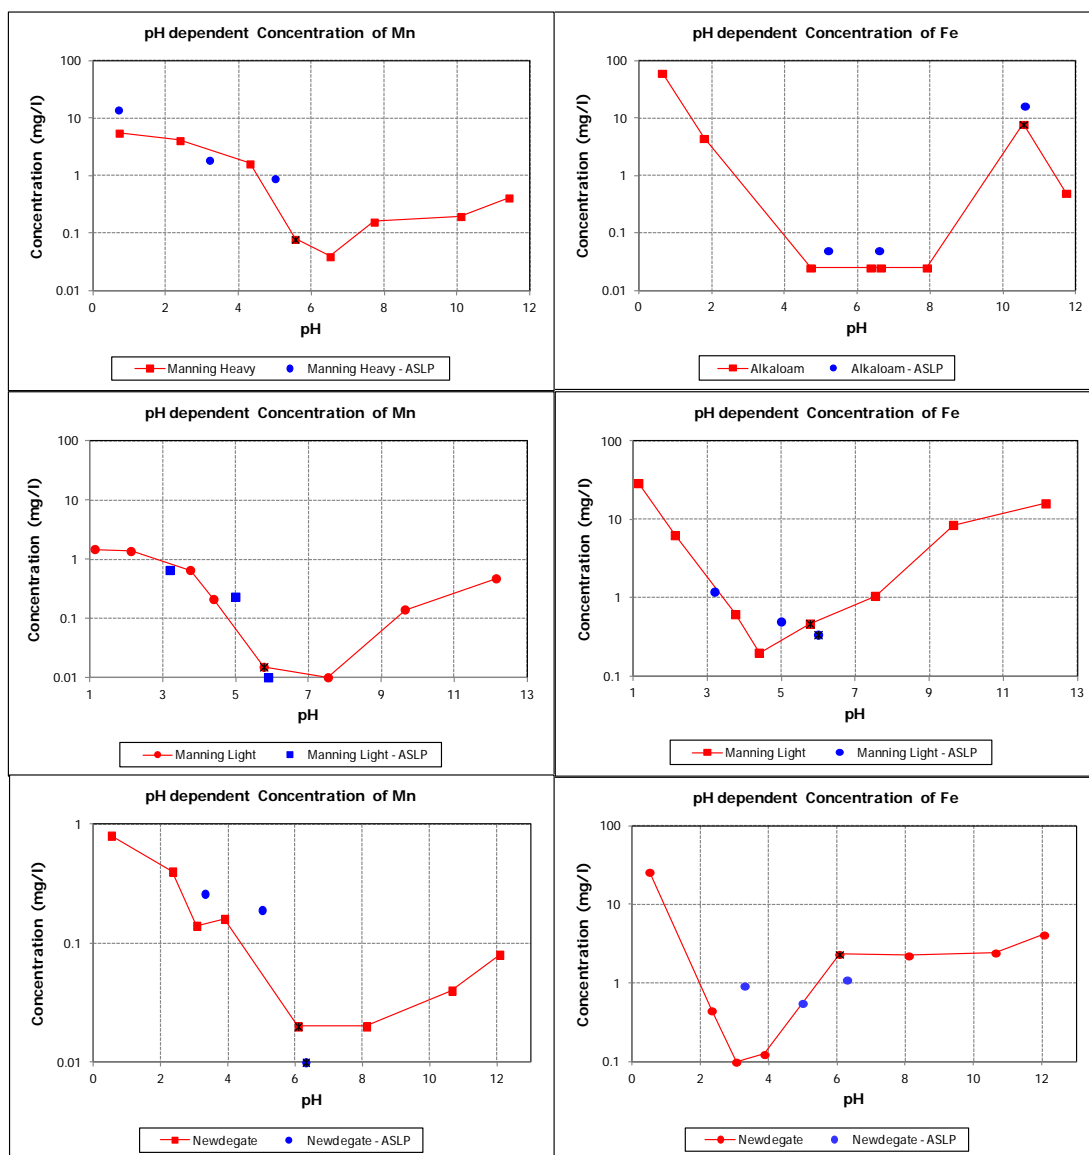 pH dependent Concentration of Mn
Concentration (mg/l)
100
10
1
0.1
0.01
0 2 4 6 8 10 12
pH
Manning Heavy Manning Heavy - ASLP
pH dependent Concentration of Fe
Concentration (mg/l)
100
10
1
0.1
0.01
0 2 4 6 8 10 12
pH
Alkaloam Alkaloam - ASLP
pH dependent Concentration of Mn
Concentration (mg/l)
100
10
1
0.1
0.01
1 3 5 7 9 11 13
pH
Manning Light Manning Light - ASLP
pH dependent Concentration of Fe
Concentration (mg/l)
100
10
1
0.1
1 3 5 7 9 11 13
pH
Manning Light Manning Light - ASLP
pH dependent Concentration of Mn
Concentration (mg/l)
1
0.1
0.01
0 2 4 6 8 10 12
pH
Newdegate Newdegate - ASLP
pH dependent Concentration of Fe
Concentration (mg/l)
100
10
1
0.1
0 2 4 6 8 10 12
pH
Newdegate Newdegate - ASLP